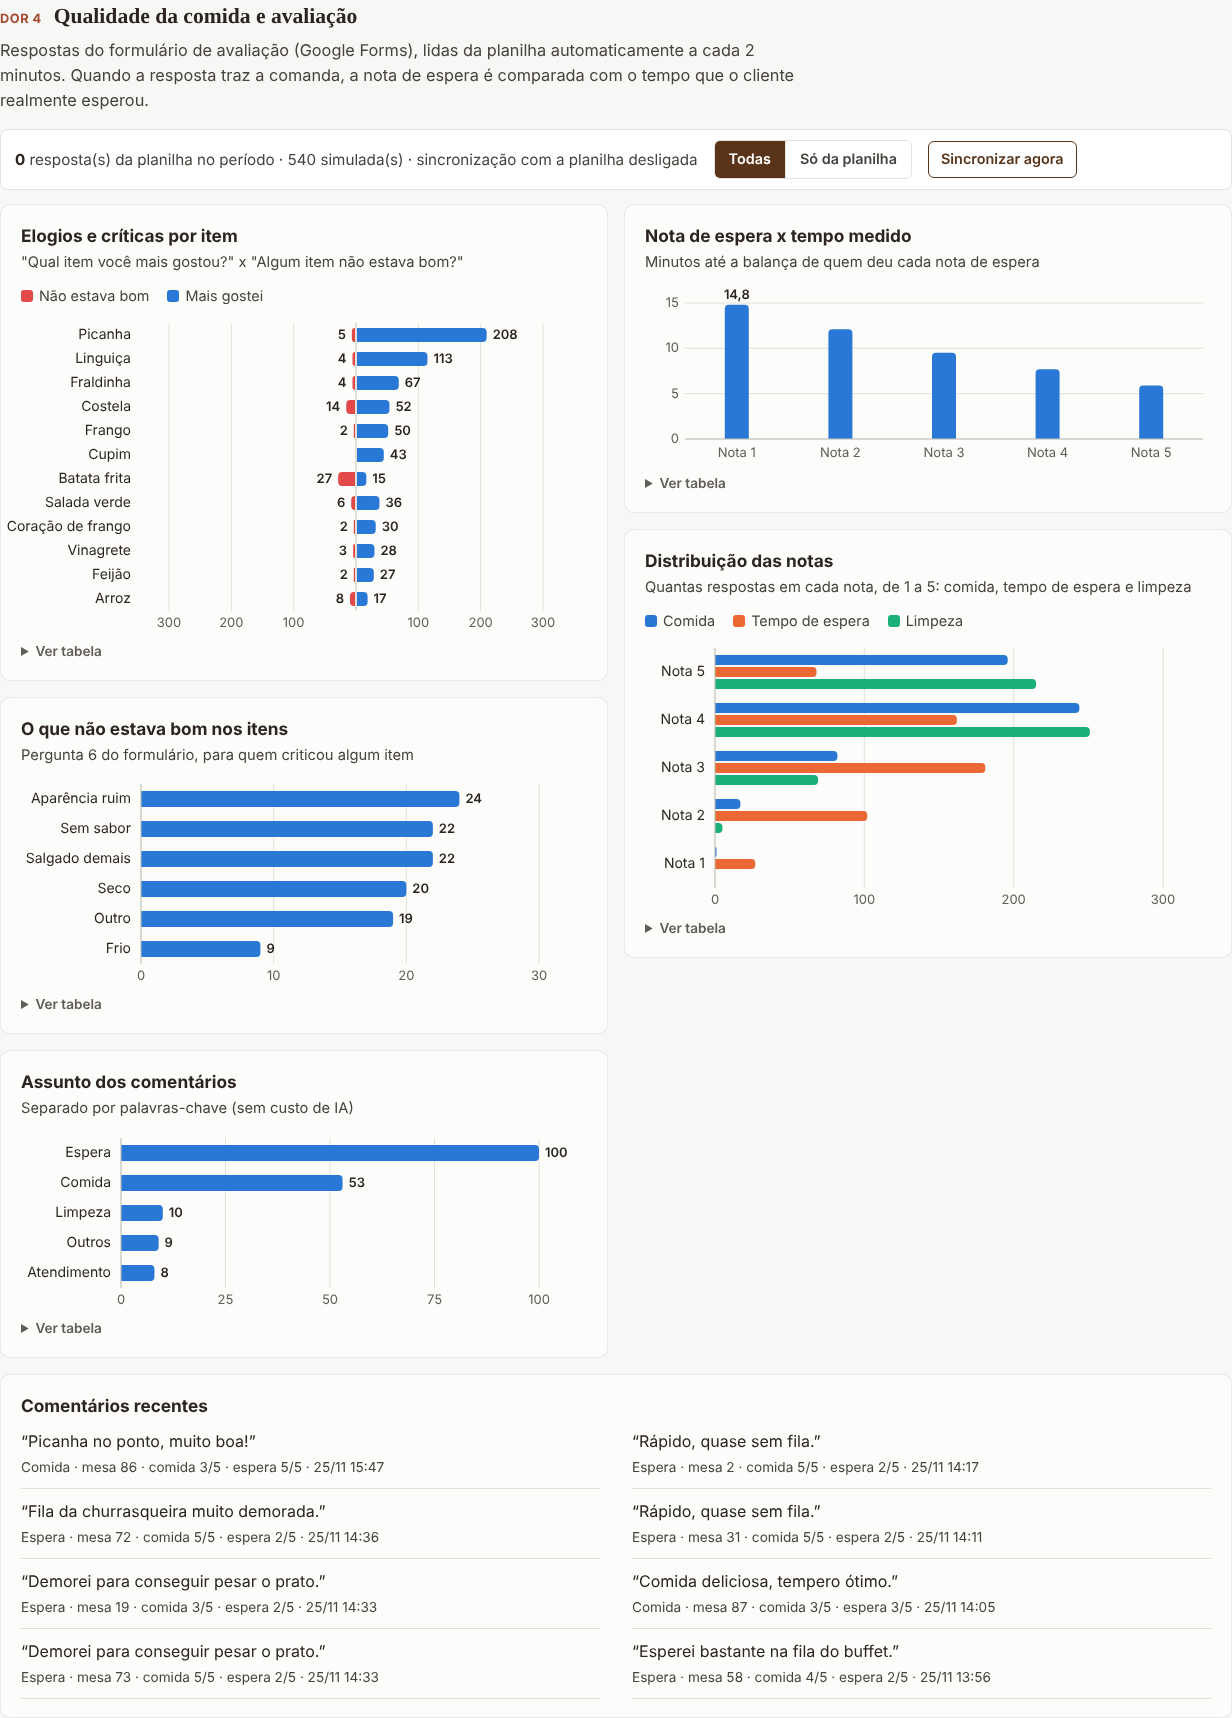 DOR 4 Qualidade da comida e avaliação
Respostas do formulário de avaliação (Google Forms), lidas da planilha automaticamente a cada 2
minutos. Quando a resposta traz a comanda, a nota de espera é comparada com o tempo que o cliente
realmente esperou.
0 resposta(s) da planilha no período · 540 simulada(s) · sincronização com a planilha desligada
Todas
Só da planilha
Sincronizar agora
Elogios e críticas por item
"Qual item você mais gostou?" x "Algum item não estava bom?"
Não estava bom
Mais gostei
Picanha 5 208
Linguiça 4 113
Fraldinha 4 67
Costela 14 52
Frango 2 50
Cupim 43
Batata frita 27 15
Salada verde 6 36
Coração de frango 2 30
Vinagrete 3 28
Feijão 2 27
Arroz 8 17
300 200 100 100 200 300
▶ Ver tabela
O que não estava bom nos itens
Pergunta 6 do formulário, para quem criticou algum item
Aparência ruim 24
Sem sabor 22
Salgado demais 22
Seco 20
Outro 19
Frio 9
0 10 20 30
▶ Ver tabela
Assunto dos comentários
Separado por palavras-chave (sem custo de IA)
Espera 100
Comida 53
Limpeza 10
Outros 9
Atendimento 8
0 25 50 75 100
▶ Ver tabela
Nota de espera x tempo medido
Minutos até a balança de quem deu cada nota de espera
14,8
15
10
5
0
Nota 1 Nota 2 Nota 3 Nota 4 Nota 5
▶ Ver tabela
Distribuição das notas
Quantas respostas em cada nota, de 1 a 5: comida, tempo de espera e limpeza
Comida
Tempo de espera
Limpeza
Nota 5
Nota 4
Nota 3
Nota 2
Nota 1
0 100 200 300
▶ Ver tabela
Comentários recentes
“Picanha no ponto, muito boa!”
Comida · mesa 86 · comida 3/5 · espera 5/5 · 25/11 15:47
“Rápido, quase sem fila.”
Espera · mesa 2 · comida 5/5 · espera 2/5 · 25/11 14:17
“Fila da churrasqueira muito demorada.”
Espera · mesa 72 · comida 5/5 · espera 2/5 · 25/11 14:36
“Rápido, quase sem fila.”
Espera · mesa 31 · comida 5/5 · espera 2/5 · 25/11 14:11
“Demorei para conseguir pesar o prato.”
Espera · mesa 19 · comida 3/5 · espera 2/5 · 25/11 14:33
“Comida deliciosa, tempero ótimo.”
Comida · mesa 87 · comida 3/5 · espera 3/5 · 25/11 14:05
“Demorei para conseguir pesar o prato.”
Espera · mesa 73 · comida 5/5 · espera 2/5 · 25/11 14:33
“Esperei bastante na fila do buffet.”
Espera · mesa 58 · comida 4/5 · espera 2/5 · 25/11 13:56